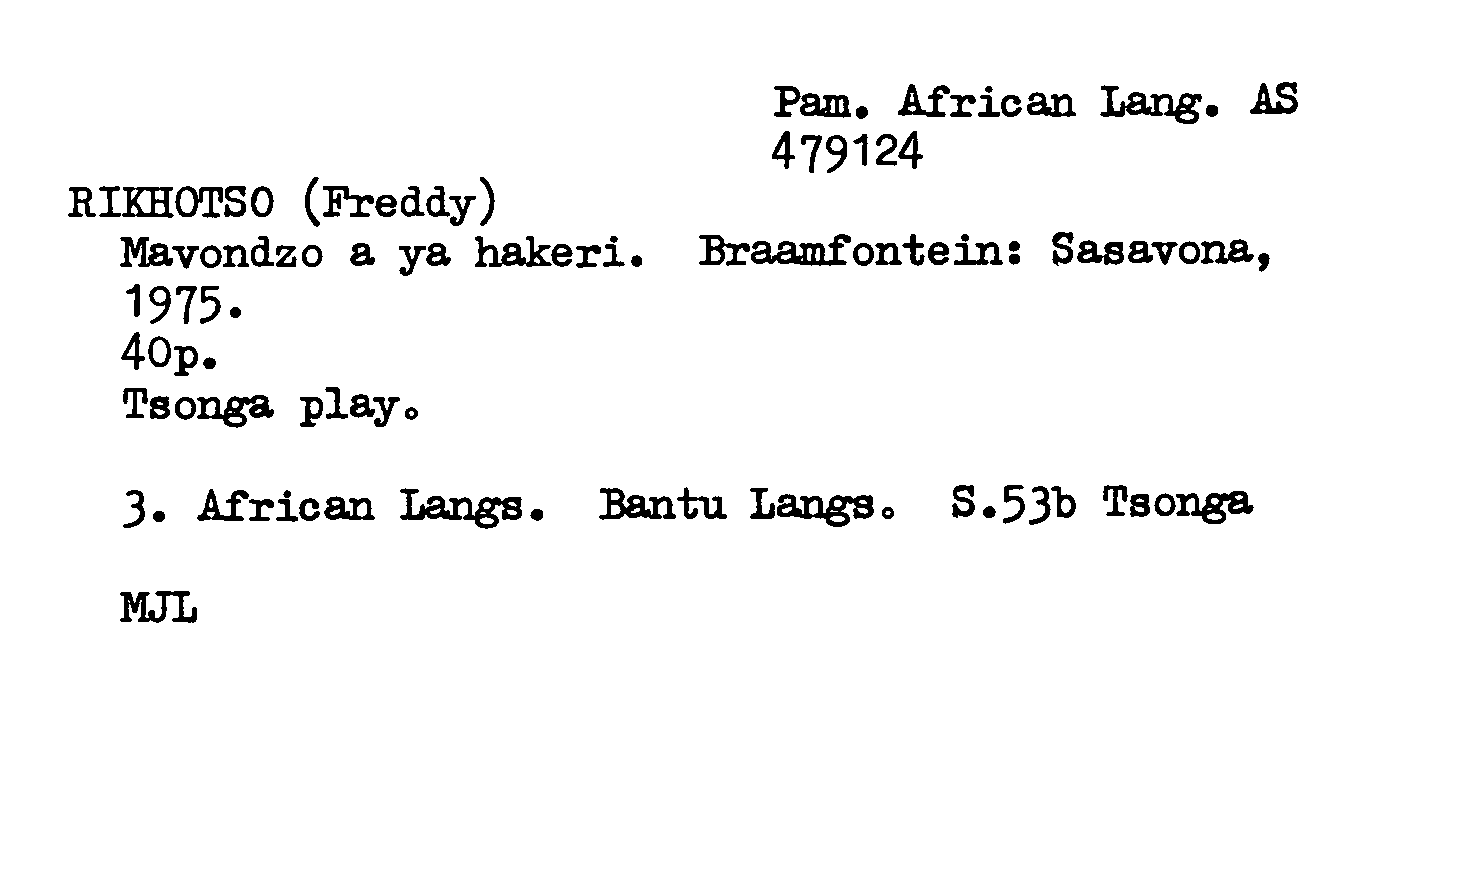 Pam. African Lang. AS
479124
RIKHOTSO (Freddy)
Mavondzo a ya hakeri. Braamfontein: Sasavona,
1975.
40p.
Tsonga play.
3. African Langs. Bantu Langs. S.53b Tsonga
MJL